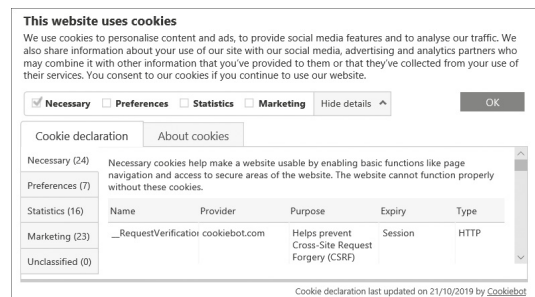 This website uses cookies
We use cookies to personalise content and ads, to provide social media features and to analyse our traffic. We
also share information about your use of our site with our social media, advertising and analytics partners who
may combine it with other information that you've provided to them or that they've collected from your use of
their services. You consent to our cookies if you continue to use our website.
Necessary Preferences Statistics Marketing Hide details OK
Cookie declaration About cookies
Necessary (24)
Preferences (7)
Statistics (16)
Marketing (23)
Unclassified (0)
Necessary cookies help make a website usable by enabling basic functions like page
navigation and access to secure areas of the website. The website cannot function properly
without these cookies.
Name Provider Purpose Expiry Type
__RequestVerification cookiebot.com Helps prevent Session HTTP
Cross-Site Request
Forgery (CSRF)
Cookie declaration last updated on 21/10/2019 by Cookiebot